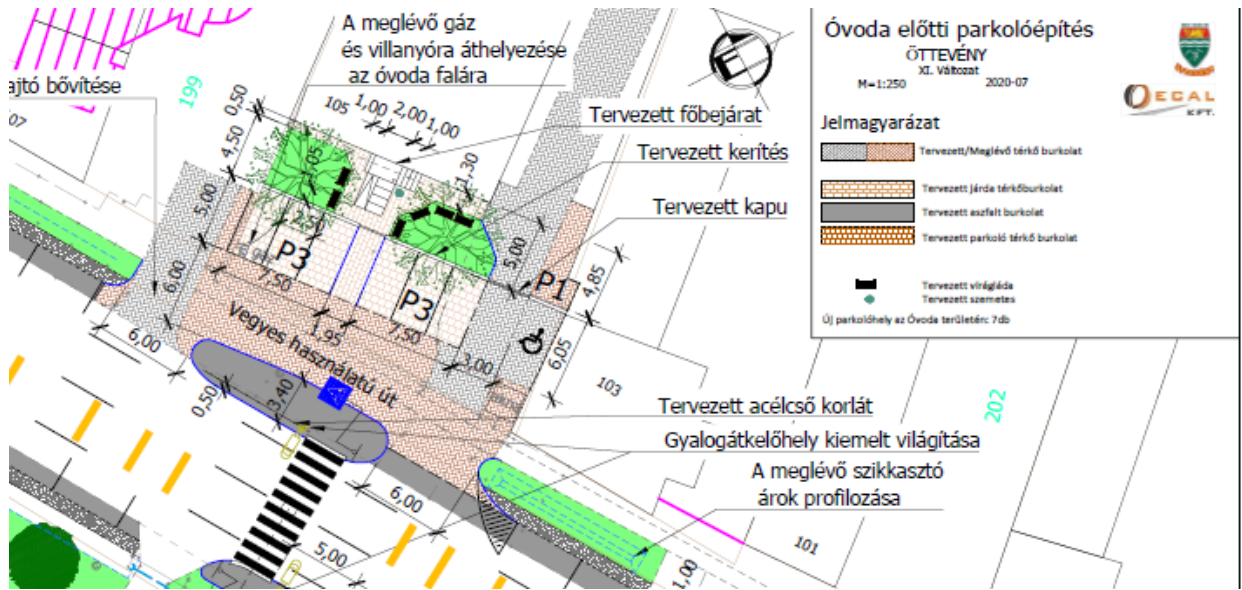 A meglévő gáz
és villanyóra áthelyezése
az óvoda falára
ajtó bővítése
199
07
0,50
4,50
5,00
6,00
105
1,00
2,00
1,00
1,05
1,30
Tervezett főbejárat
Tervezett kerítés
Tervezett kapu
2,50
P3
7,50
1,95
P3
7,50
5,00
P1
4,85
6,05
3,00
103
202
Vegyes használatú út
6,00
0,50
3,40
Tervezett acélcső korlát
Gyalogátkelőhely kiemelt világítása
A meglévő szikkasztó
árok profilozása
6,00
5,00
101
1,00
Óvoda előtti parkolóépítés
ÖTTEVÉNY
XI. Változat
M=1:250
2020-07
ECAL
KFT.
Jelmagyarázat
Tervezett/Meglévő térkő burkolat
Tervezett járda térkőburkolat
Tervezett aszfalt burkolat
Tervezett parkoló térkő burkolat
Tervezett virágláda
Tervezett szemetes
Új parkolóhely az Óvoda területén: 7db